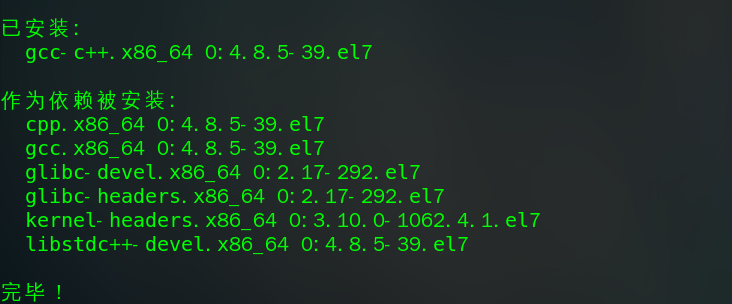 已安装:
gcc-c++.x86_64 0:4.8.5-39.el7
作为依赖被安装:
cpp.x86_64 0:4.8.5-39.el7
gcc.x86_64 0:4.8.5-39.el7
glibc-devel.x86_64 0:2.17-292.el7
glibc-headers.x86_64 0:2.17-292.el7
kernel-headers.x86_64 0:3.10.0-1062.4.1.el7
libstdc++-devel.x86_64 0:4.8.5-39.el7
完毕！